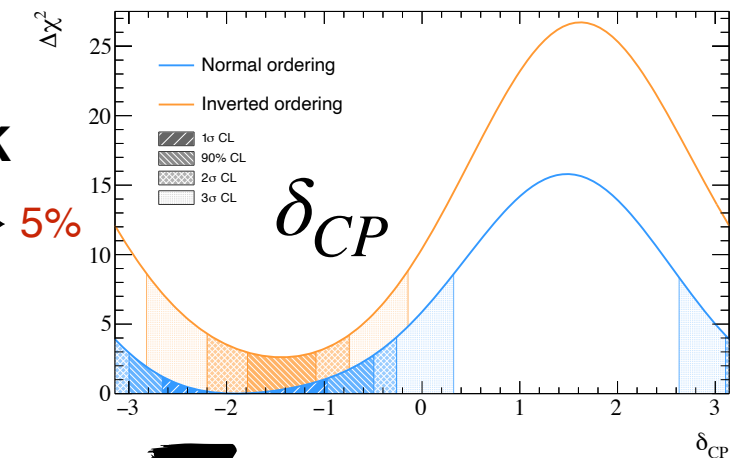 Δχ²
25
20
15
10
5
0
Normal ordering
Inverted ordering
1σ CL
90% CL
2σ CL
3σ CL
δCP
5%
−3 −2 −1 0 1 2 3
δCP